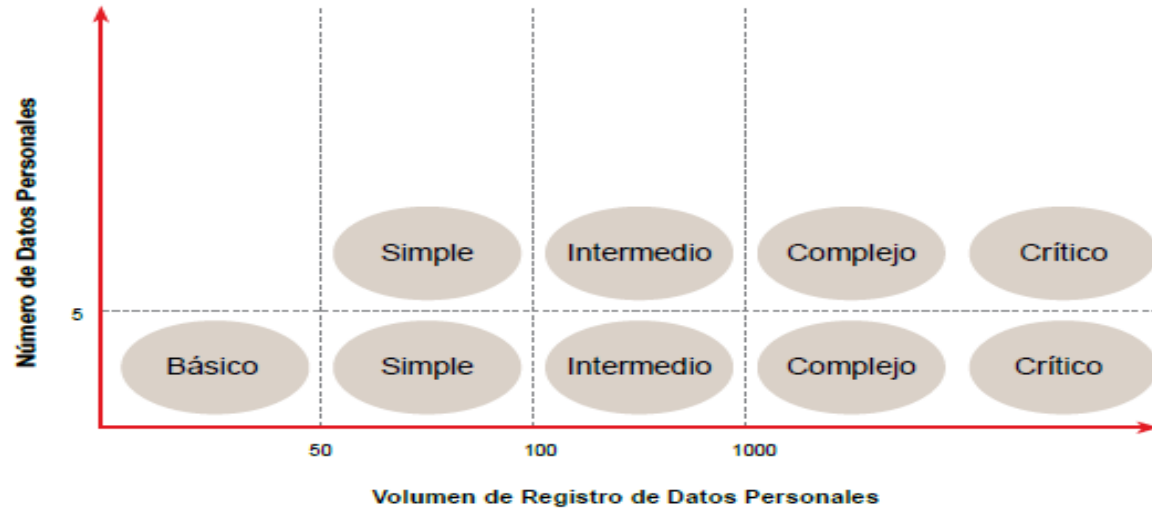 Número de Datos Personales
Simple Intermedio Complejo Crítico
5
Básico Simple Intermedio Complejo Crítico
50 100 1000
Volumen de Registro de Datos Personales